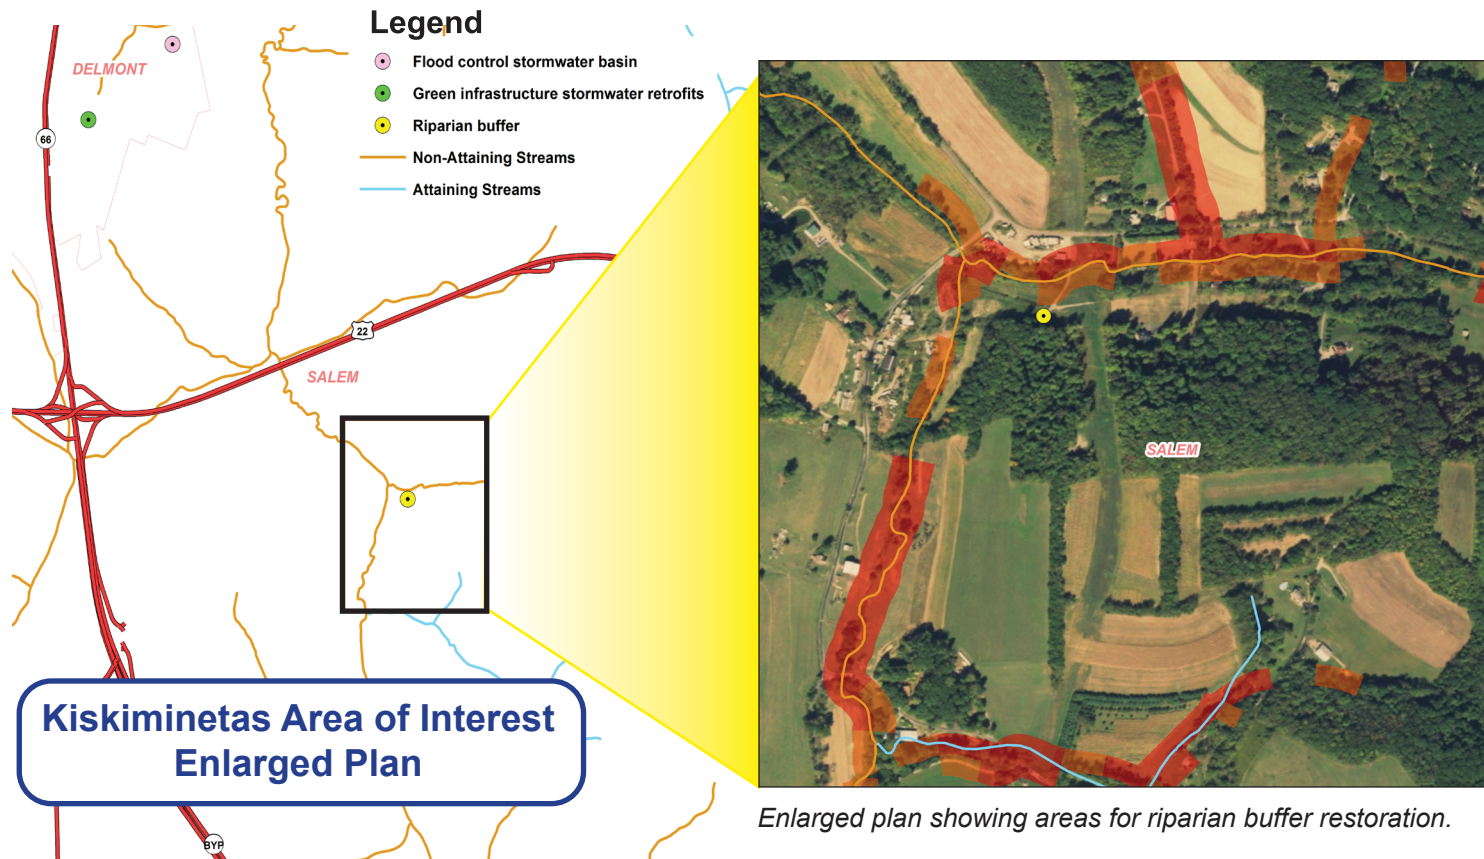 Legend
Flood control stormwater basin
Green infrastructure stormwater retrofits
Riparian buffer
Non-Attaining Streams
Attaining Streams
DELMONT
66
22
SALEM
SALEM
BYP
Kiskiminetas Area of Interest
Enlarged Plan
Enlarged plan showing areas for riparian buffer restoration.